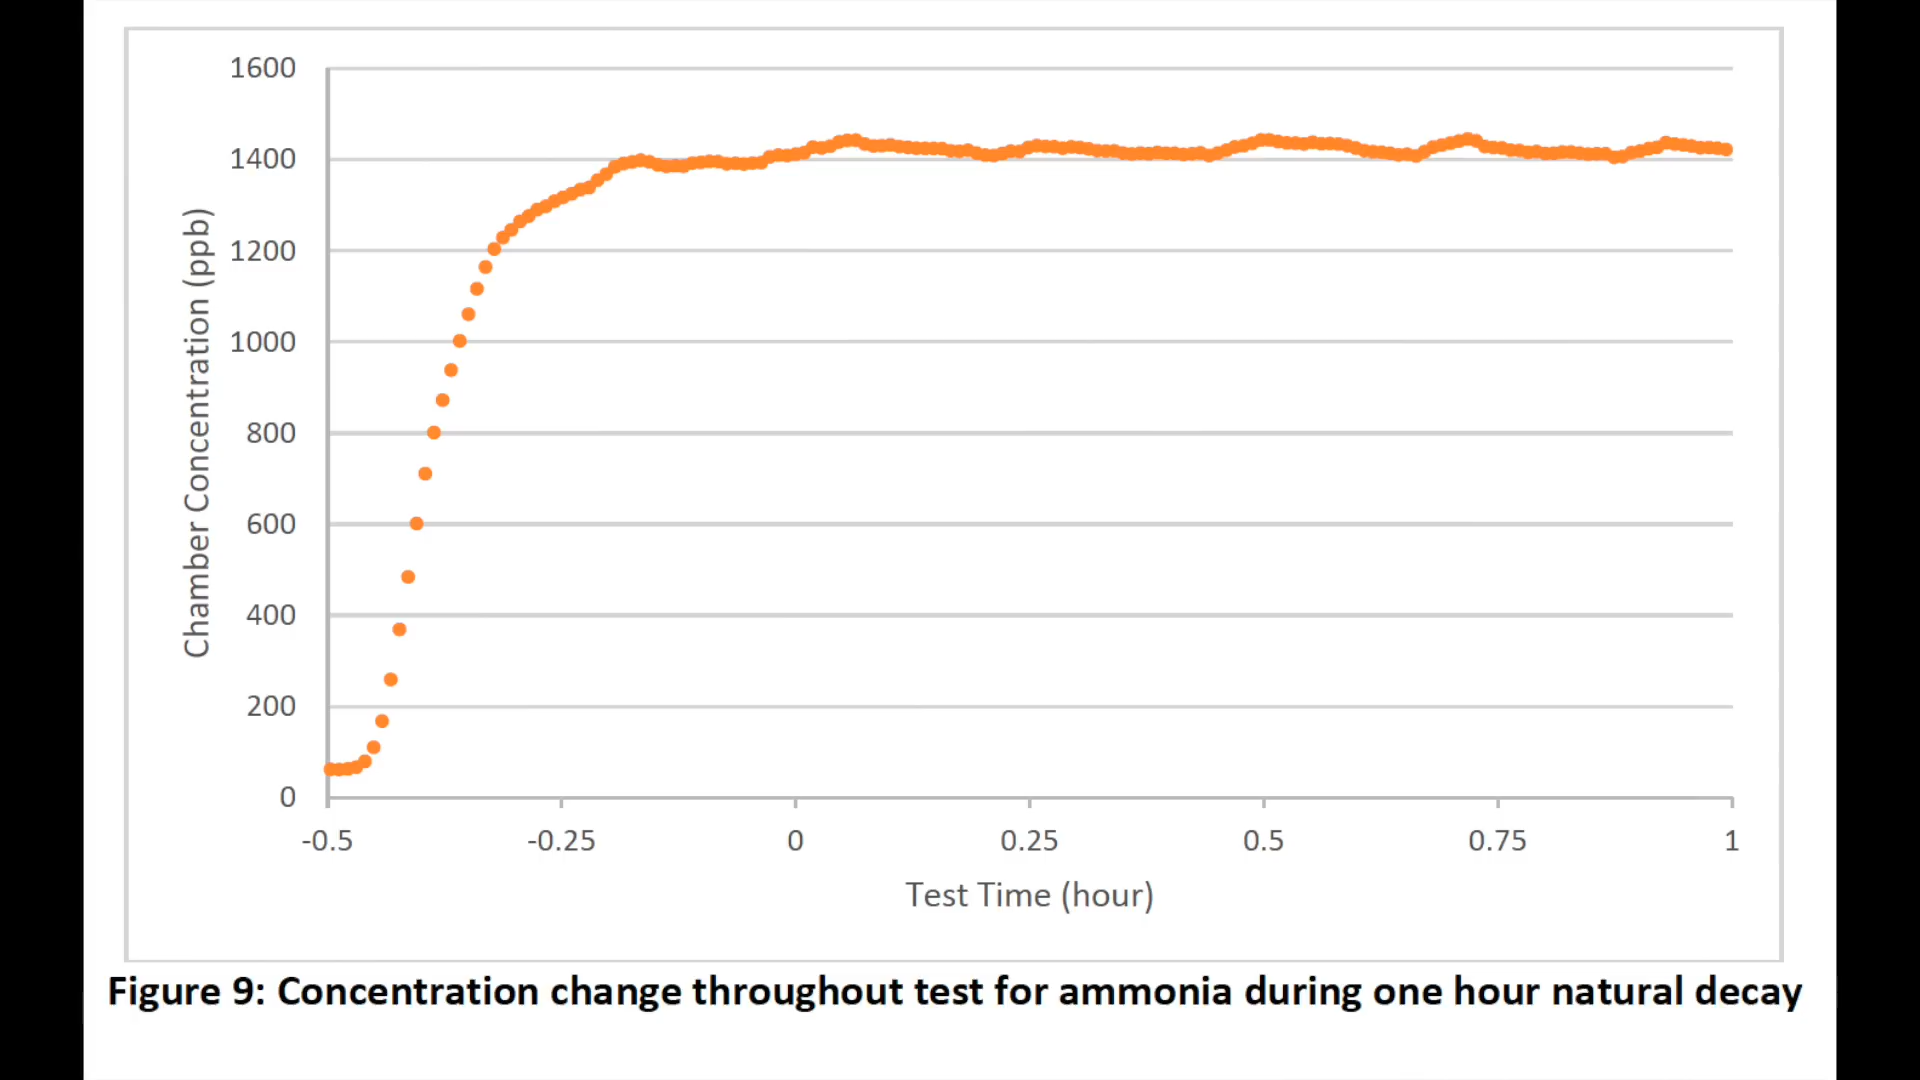 1600
1400
1200
1000
800
600
400
200
0
Chamber Concentration (ppb)
-0.5 -0.25 0 0.25 0.5 0.75 1
Test Time (hour)
Figure 9: Concentration change throughout test for ammonia during one hour natural decay